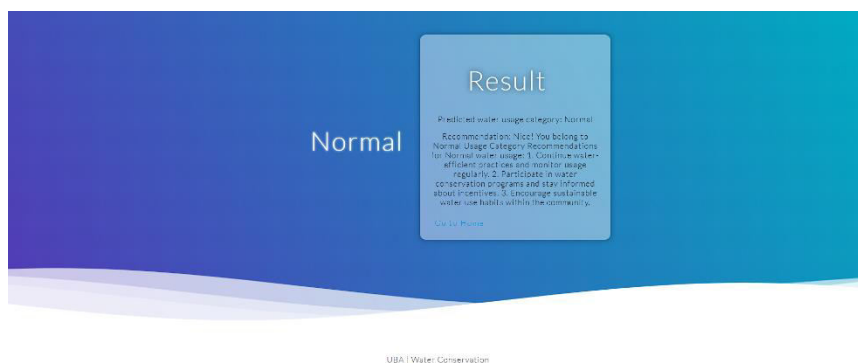 Result
Predicted water usage category: Normal
Normal
Recommendation: Nice! You belong to
Normal Usage Category Recommendations
for Normal water usage: 1. Continue water-
efficient practices and monitor usage
regularly. 2. Participate in water
conservation programs and stay informed
about incentives. 3. Encourage sustainable
water use habits within the community.
Go to Home
UBA | Water Conservation